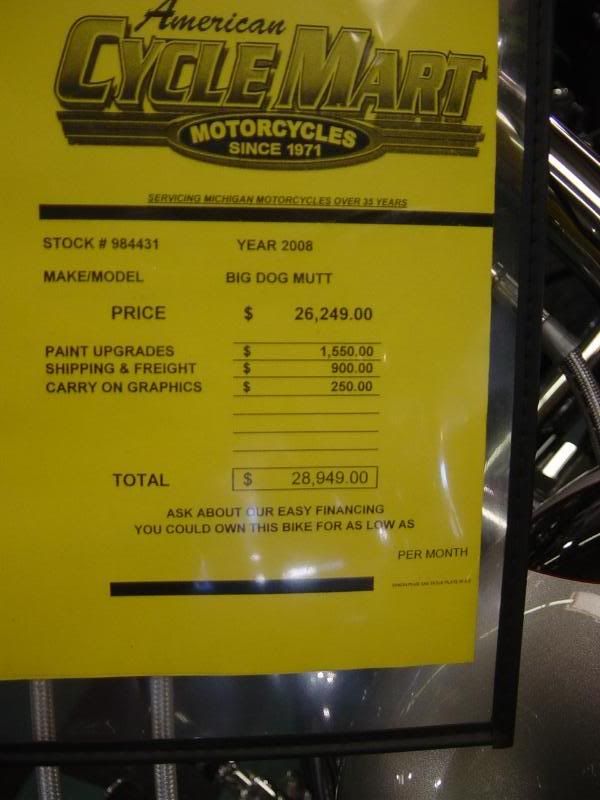 American
CYCLE MART
MOTORCYCLES
SINCE 1971
SERVICING MICHIGAN MOTORCYCLES OVER 35 YEARS
STOCK # 984431 YEAR 2008
MAKE/MODEL BIG DOG MUTT
PRICE $ 26,249.00
PAINT UPGRADES $ 1,550.00
SHIPPING & FREIGHT $ 900.00
CARRY ON GRAPHICS $ 250.00
TOTAL $ 28,949.00
ASK ABOUT OUR EASY FINANCING
YOU COULD OWN THIS BIKE FOR AS LOW AS
PER MONTH